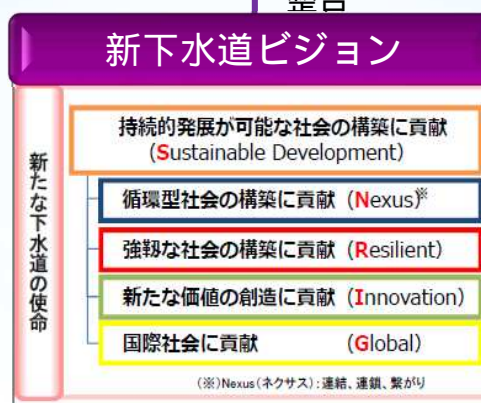 整合
新下水道ビジョン
新たな下水道の使命
持続的発展が可能な社会の構築に貢献
(Sustainable Development)
循環型社会の構築に貢献 (Nexus)※
強靱な社会の構築に貢献 (Resilient)
新たな価値の創造に貢献 (Innovation)
国際社会に貢献 (Global)
(※)Nexus(ネクサス):連結、連鎖、繋がり